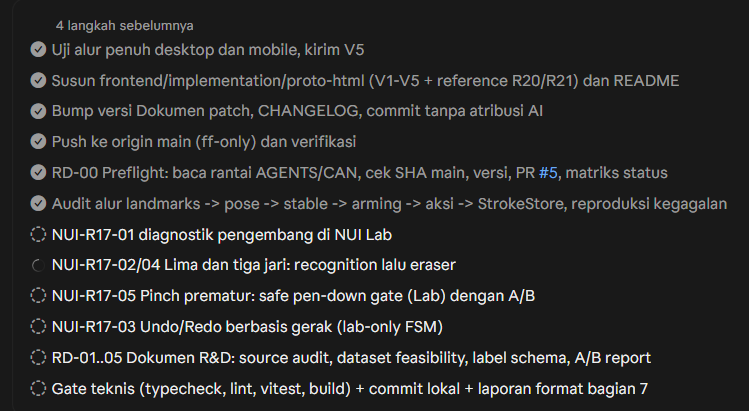 4 langkah sebelumnya
Uji alur penuh desktop dan mobile, kirim V5
Susun frontend/implementation/proto-html (V1-V5 + reference R20/R21) dan README
Bump versi Dokumen patch, CHANGELOG, commit tanpa atribusi AI
Push ke origin main (ff-only) dan verifikasi
RD-00 Preflight: baca rantai AGENTS/CAN, cek SHA main, versi, PR #5, matriks status
Audit alur landmarks -> pose -> stable -> arming -> aksi -> StrokeStore, reproduksi kegagalan
NUI-R17-01 diagnostik pengembang di NUI Lab
NUI-R17-02/04 Lima dan tiga jari: recognition lalu eraser
NUI-R17-05 Pinch prematur: safe pen-down gate (Lab) dengan A/B
NUI-R17-03 Undo/Redo berbasis gerak (lab-only FSM)
RD-01..05 Dokumen R&D: source audit, dataset feasibility, label schema, A/B report
Gate teknis (typecheck, lint, vitest, build) + commit lokal + laporan format bagian 7